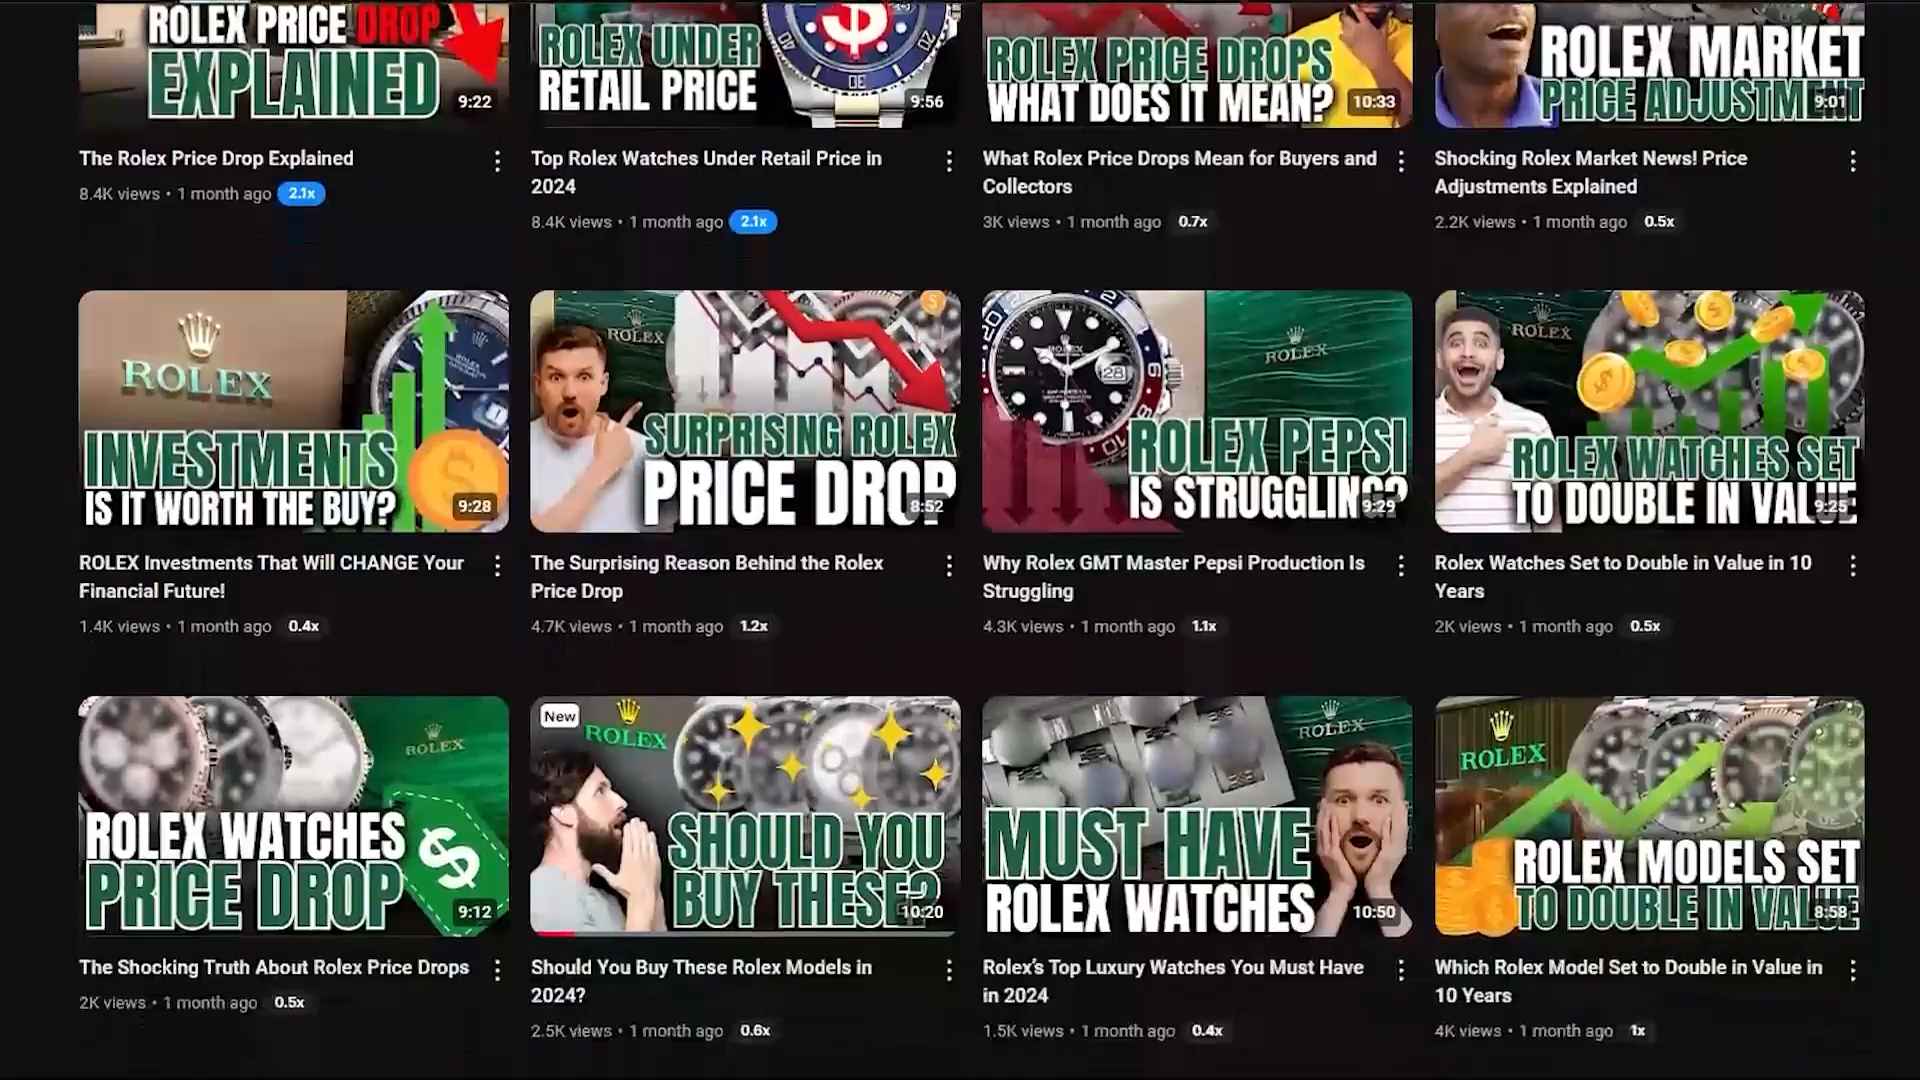 ROLEX PRICE DROP
EXPLAINED
9:22
ROLEX UNDER
RETAIL PRICE
9:56
ROLEX PRICE DROPS
WHAT DOES IT MEAN?
10:33
ROLEX MARKET
PRICE ADJUSTMENT
9:01
The Rolex Price Drop Explained
8.4K views • 1 month ago 2.1x
Top Rolex Watches Under Retail Price in
2024
8.4K views • 1 month ago 2.1x
What Rolex Price Drops Mean for Buyers and
Collectors
3K views • 1 month ago 0.7x
Shocking Rolex Market News! Price
Adjustments Explained
2.2K views • 1 month ago 0.5x
ROLEX
INVESTMENTS
IS IT WORTH THE BUY?
9:28
ROLEX
SURPRISING ROLEX
PRICE DROP
8:52
ROLEX
28
ROLEX
ROLEX PEPSI
IS STRUGGLING?
9:29
ROLEX
ROLEX WATCHES SET
TO DOUBLE IN VALUE
9:25
ROLEX Investments That Will CHANGE Your
Financial Future!
1.4K views • 1 month ago 0.4x
The Surprising Reason Behind the Rolex
Price Drop
4.7K views • 1 month ago 1.2x
Why Rolex GMT Master Pepsi Production Is
Struggling
4.3K views • 1 month ago 1.1x
Rolex Watches Set to Double in Value in 10
Years
2K views • 1 month ago 0.5x
ROLEX
ROLEX WATCHES
PRICE DROP
9:12
New
ROLEX
SHOULD YOU
BUY THESE?
10:20
ROLEX
MUST HAVE
ROLEX WATCHES
10:50
ROLEX
ROLEX MODELS SET
TO DOUBLE IN VALUE
8:58
The Shocking Truth About Rolex Price Drops
2K views • 1 month ago 0.5x
Should You Buy These Rolex Models in
2024?
2.5K views • 1 month ago 0.6x
Rolex’s Top Luxury Watches You Must Have
in 2024
1.5K views • 1 month ago 0.4x
Which Rolex Model Set to Double in Value in
10 Years
4K views • 1 month ago 1x